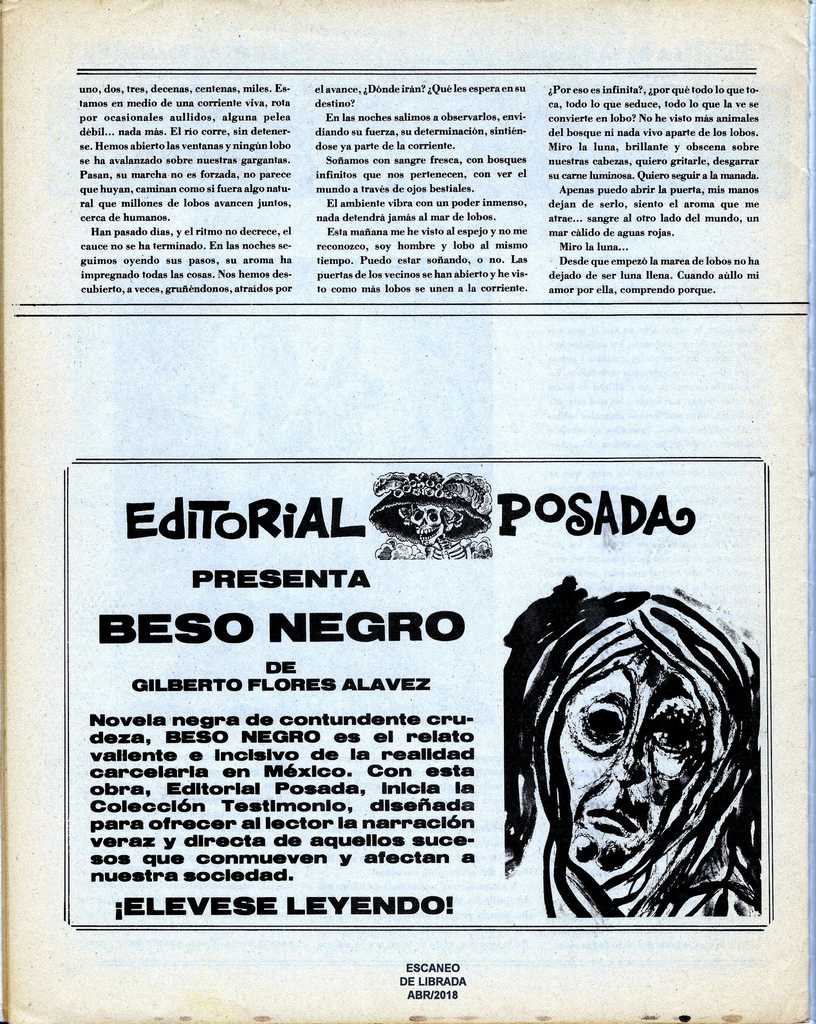 uno, dos, tres, decenas, centenas, miles. Es-
tamos en medio de una corriente viva, rota
por ocasionales aullidos, alguna pelea
débil... nada más. El río corre, sin detener-
se. Hemos abierto las ventanas y ningún lobo
se ha avalanzado sobre nuestras gargantas.
Pasan, su marcha no es forzada, no parece
que huyan, caminan como si fuera algo natu-
ral que millones de lobos avancen juntos,
cerca de humanos.
Han pasado días, y el ritmo no decrece, el
cauce no se ha terminado. En las noches se-
guimos oyendo sus pasos, su aroma ha
impregnado todas las cosas. Nos hemos des-
cubierto, a veces, gruñéndonos, atraídos por
el avance, ¿Dónde irán? ¿Qué les espera en su
destino?
En las noches salimos a observarlos, envi-
diando su fuerza, su determinación, sintién-
dose ya parte de la corriente.
Soñamos con sangre fresca, con bosques
infinitos que nos pertenecen, con ver el
mundo a través de ojos bestiales.
El ambiente vibra con un poder inmenso,
nada detendrá jamás al mar de lobos.
Esta mañana me he visto al espejo y no me
reconozco, soy hombre y lobo al mismo
tiempo. Puedo estar soñando, o no. Las
puertas de los vecinos se han abierto y he vis-
to como más lobos se unen a la corriente.
¿Por eso es infinita?, ¿por qué todo lo que to-
ca, todo lo que seduce, todo lo que la ve se
convierte en lobo? No he visto más animales
del bosque ni nada vivo aparte de los lobos.
Miro la luna, brillante y obscena sobre
nuestras cabezas, quiero gritarle, desgarrar
su carne luminosa. Quiero seguir a la manada.
Apenas puedo abrir la puerta, mis manos
dejan de serlo, siento el aroma que me
atrae... sangre al otro lado del mundo, un
mar cálido de aguas rojas.
Miro la luna...
Desde que empezó la marea de lobos no ha
dejado de ser luna llena. Cuando aúllo mi
amor por ella, comprendo porque.
EDITORIAL POSADA
PRESENTA
BESO NEGRO
DE
GILBERTO FLORES ALAVEZ
Novela negra de contundente cru-
deza, BESO NEGRO es el relato
valiente e incisivo de la realidad
carcelaria en México. Con esta
obra, Editorial Posada, inicia la
Colección Testimonio, diseñada
para ofrecer al lector la narración
veraz y directa de aquellos suce-
sos que conmueven y afectan a
nuestra sociedad.
¡ELEVESE LEYENDO!
ESCANEO
DE LIBRADA
ABR/2018